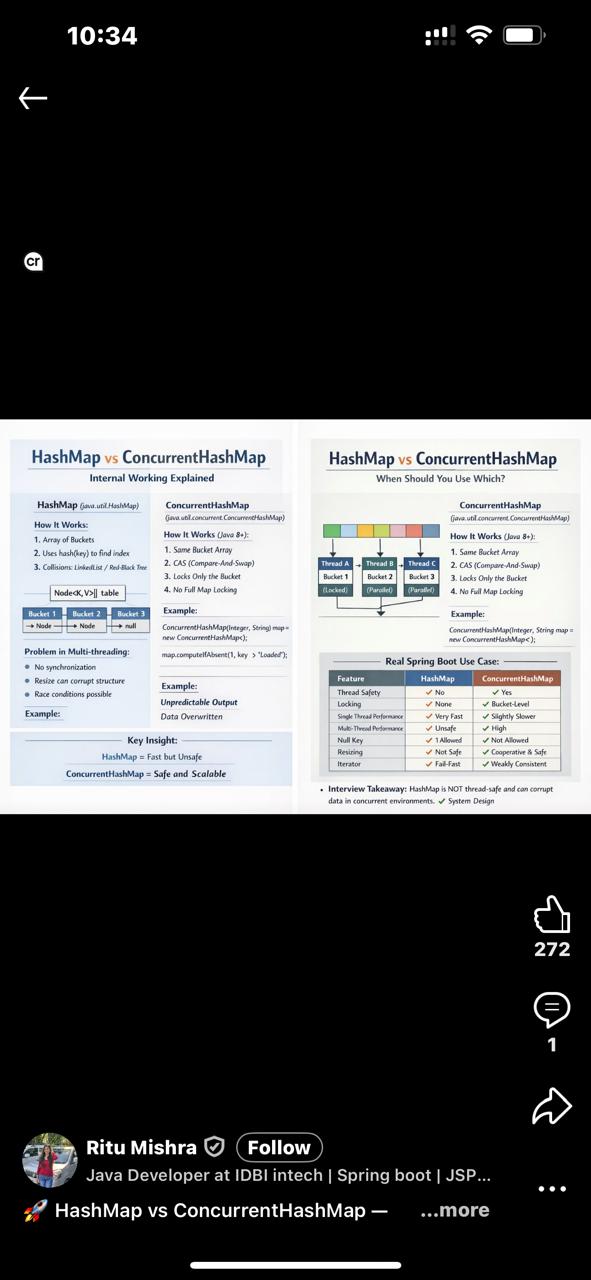 10:34
cr
HashMap vs ConcurrentHashMap
Internal Working Explained
HashMap (java.util.HashMap)
How It Works:
1. Array of Buckets
2. Uses hash(key) to find index
3. Collisions: LinkedList / Red-Black Tree
Node<K,V>[] table
Bucket 1 Bucket 2 Bucket 3
→ Node → Node → null
Problem in Multi-threading:
No synchronization
Resize can corrupt structure
Race conditions possible
Example:
ConcurrentHashMap
(java.util.concurrent.ConcurrentHashMap)
How It Works (Java 8+):
1. Same Bucket Array
2. CAS (Compare-And-Swap)
3. Locks Only the Bucket
4. No Full Map Locking
Example:
ConcurrentHashMap(Integer, String) map =
new ConcurrentHashMap<);
map.computeIfAbsent(1, key > "Loaded");
Example:
Unpredictable Output
Data Overwritten
Key Insight:
HashMap = Fast but Unsafe
ConcurrentHashMap = Safe and Scalable
HashMap vs ConcurrentHashMap
When Should You Use Which?
Thread A Thread B Thread C
Bucket 1 Bucket 2 Bucket 3
(Locked) (Parallel) (Parallel)
ConcurrentHashMap
(java.util.concurrent.ConcurrentHashMap)
How It Works (Java 8+):
1. Same Bucket Array
2. CAS (Compare-And-Swap)
3. Locks Only the Bucket
4. No Full Map Locking
Example:
ConcurrentHashMap(Integer, String map =
new ConcurrentHashMap< );
Real Spring Boot Use Case:
Feature HashMap ConcurrentHashMap
Thread Safety ✓ No ✓ Yes
Locking ✓ None ✓ Bucket-Level
Single Thread Performance ✓ Very Fast ✓ Slightly Slower
Multi-Thread Performance ✓ Unsafe ✓ High
Null Key ✓ 1 Allowed ✓ Not Allowed
Resizing ✓ Not Safe ✓ Cooperative & Safe
Iterator ✓ Fail-Fast ✓ Weakly Consistent
• Interview Takeaway: HashMap is NOT thread-safe and can corrupt
data in concurrent environments. ✓ System Design
272
1
Ritu Mishra Follow
Java Developer at IDBI intech | Spring boot | JSP...
🚀 HashMap vs ConcurrentHashMap — ...more